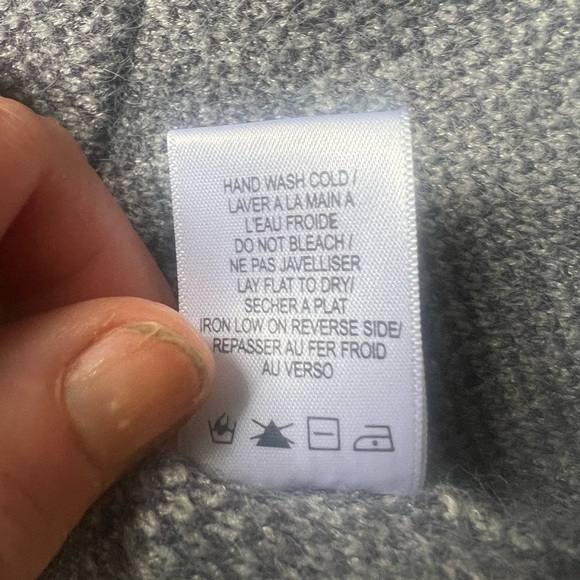 HAND WASH COLD /
LAVER A LA MAIN A
L'EAU FROIDE
DO NOT BLEACH /
NE PAS JAVELLISER
LAY FLAT TO DRY/
SECHER A PLAT
IRON LOW ON REVERSE SIDE/
REPASSER AU FER FROID
AU VERSO